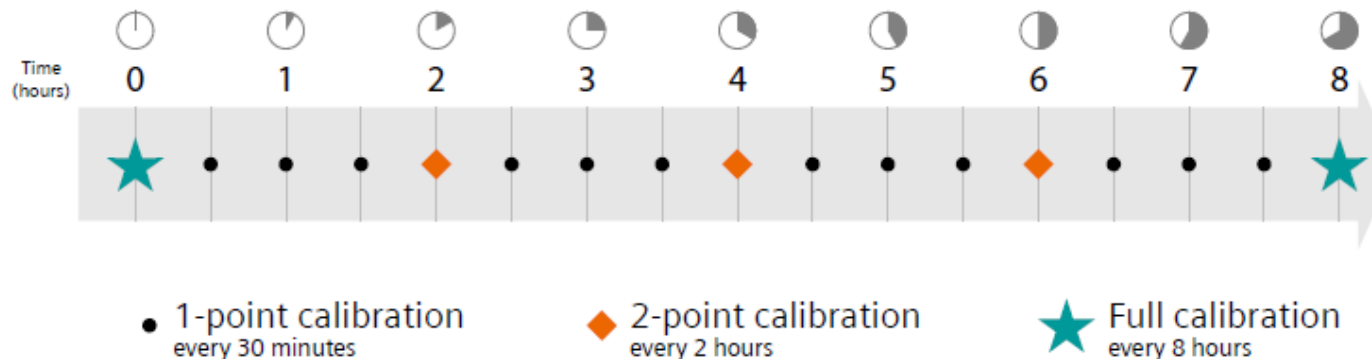 Time
(hours)
0 1 2 3 4 5 6 7 8
1-point calibration
every 30 minutes
2-point calibration
every 2 hours
Full calibration
every 8 hours